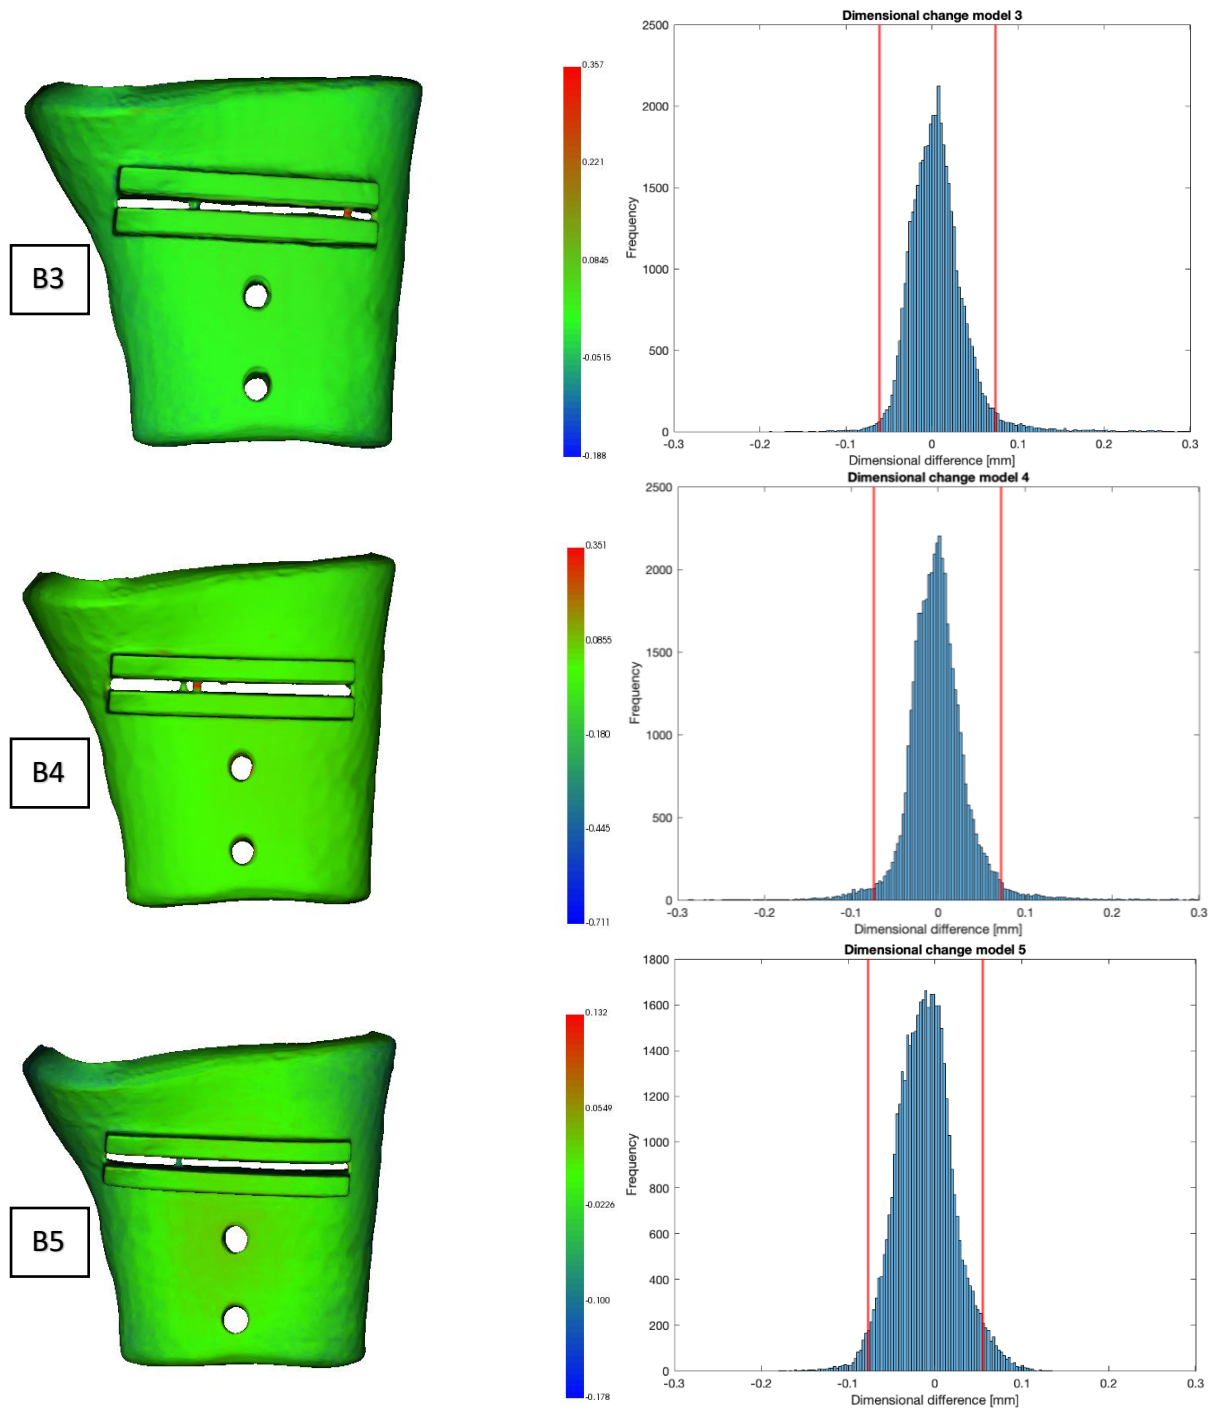 Dimensional change model 3
B3
0.357
0.221
0.0845
-0.0515
-0.188
Frequency
2500
2000
1500
1000
500
0
-0.3 -0.2 -0.1 0 0.1 0.2 0.3
Dimensional difference [mm]
Dimensional change model 4
B4
0.351
0.0855
-0.180
-0.445
-0.711
Frequency
2500
2000
1500
1000
500
0
-0.3 -0.2 -0.1 0 0.1 0.2 0.3
Dimensional difference [mm]
Dimensional change model 5
B5
0.132
0.0549
-0.0226
-0.100
-0.178
Frequency
1800
1600
1400
1200
1000
800
600
400
200
0
-0.3 -0.2 -0.1 0 0.1 0.2 0.3
Dimensional difference [mm]